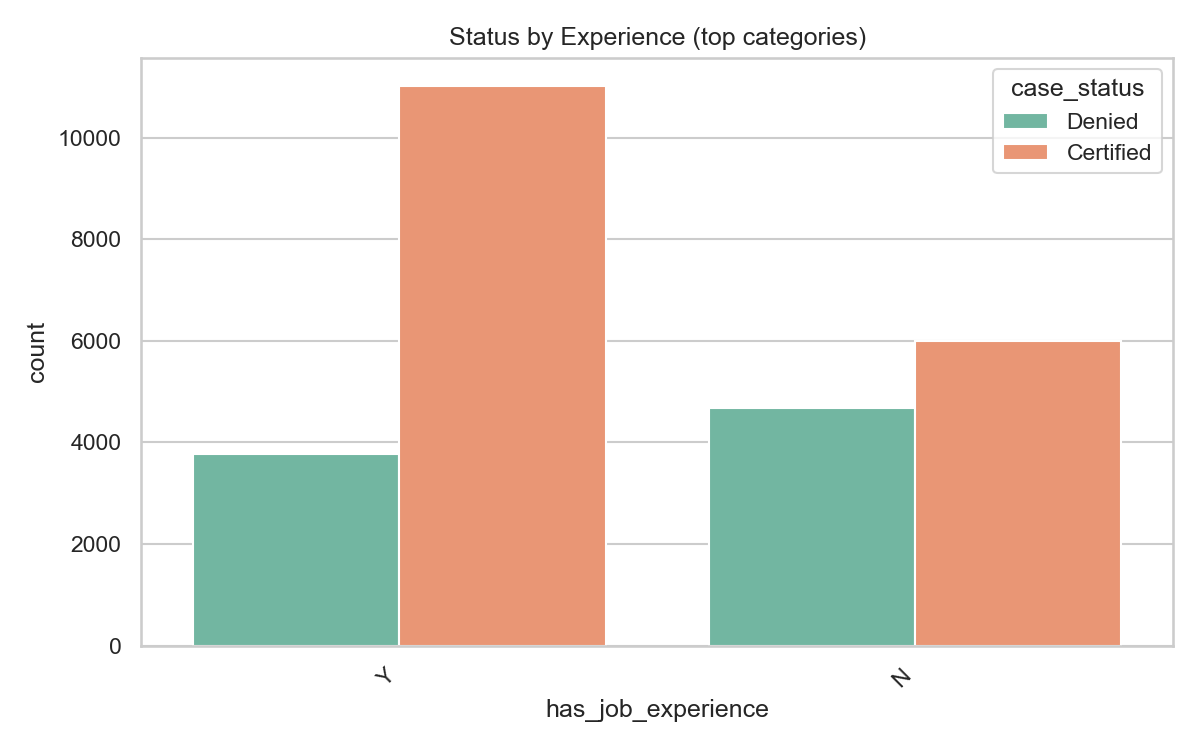 Status by Experience (top categories)
case_status
Denied
Certified
10000
8000
6000
4000
2000
0
count
Y
N
has_job_experience